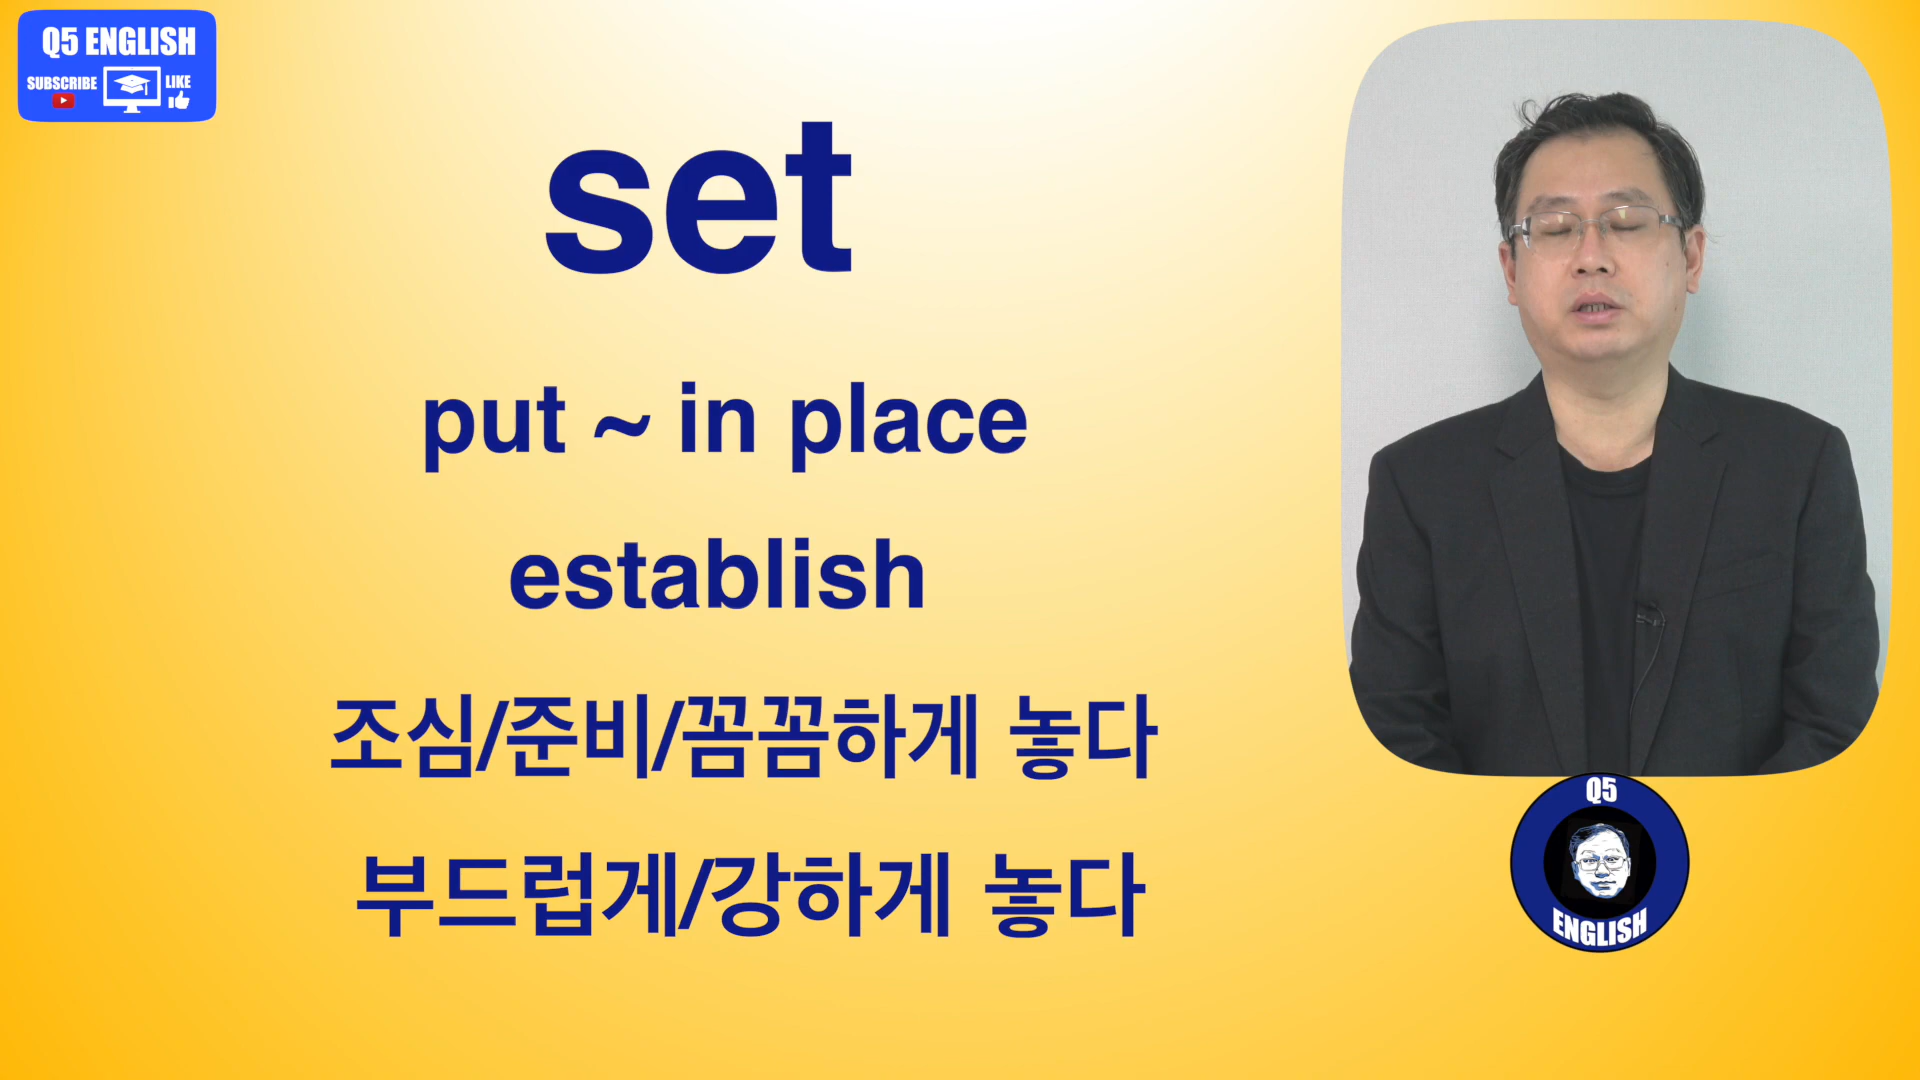 Q5 ENGLISH
SUBSCRIBE
LIKE
set
put ~ in place
establish
조심/준비/꼼꼼하게 놓다
부드럽게/강하게 놓다
Q5
ENGLISH